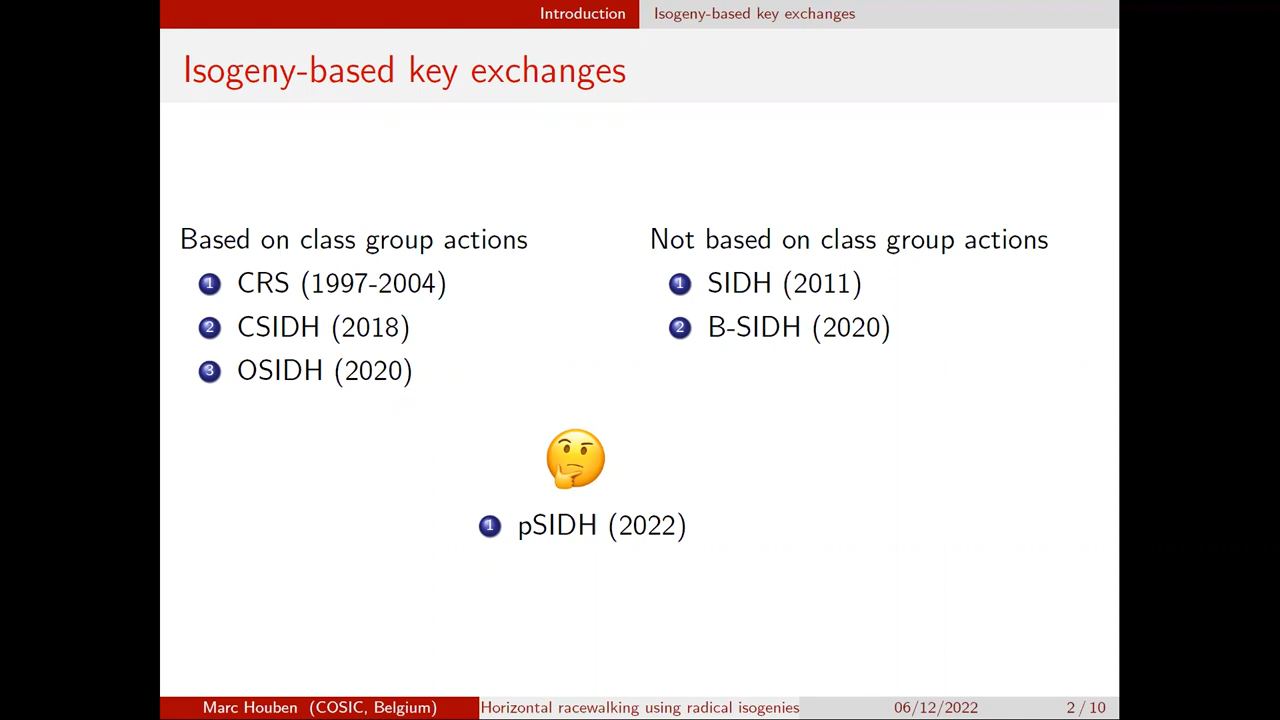 Introduction Isogeny-based key exchanges
Isogeny-based key exchanges
Based on class group actions
1 CRS (1997-2004)
2 CSIDH (2018)
3 OSIDH (2020)
Not based on class group actions
1 SIDH (2011)
2 B-SIDH (2020)
1 pSIDH (2022)
Marc Houben (COSIC, Belgium) Horizontal racewalking using radical isogenies 06/12/2022 2 / 10